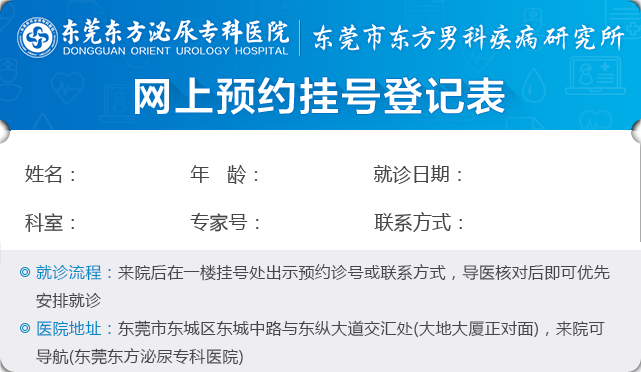 东莞东方泌尿专科医院 东莞市东方男科疾病研究所
DONGGUAN ORIENT UROLOGY HOSPITAL
网上预约挂号登记表
姓名： 年 龄： 就诊日期：
科室： 专家号： 联系方式：
就诊流程：来院后在一楼挂号处出示预约诊号或联系方式，导医核对后即可优先
安排就诊
医院地址：东莞市东城区东城中路与东纵大道交汇处(大地大厦正对面)，来院可
导航(东莞东方泌尿专科医院)